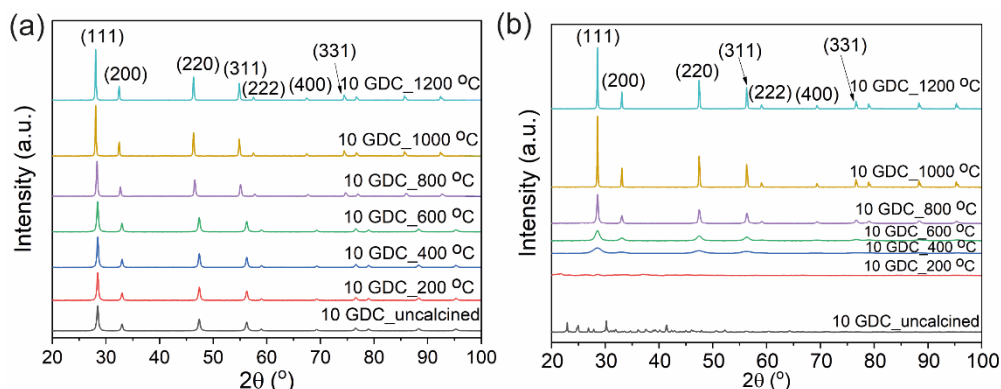 (a)
(111)
(200)
(220)
(311)
(222)
(400)
(331)
10 GDC_1200 °C
10 GDC_1000 °C
10 GDC_800 °C
10 GDC_600 °C
10 GDC_400 °C
10 GDC_200 °C
10 GDC_uncalcined
Intensity (a.u.)
20 30 40 50 60 70 80 90 100
2θ (°)
(b)
(111)
(200)
(220)
(311)
(222)
(400)
(331)
10 GDC_1200 °C
10 GDC_1000 °C
10 GDC_800 °C
10 GDC_600 °C
10 GDC_400 °C
10 GDC_200 °C
10 GDC_uncalcined
Intensity (a.u.)
20 30 40 50 60 70 80 90 100
2θ (°)